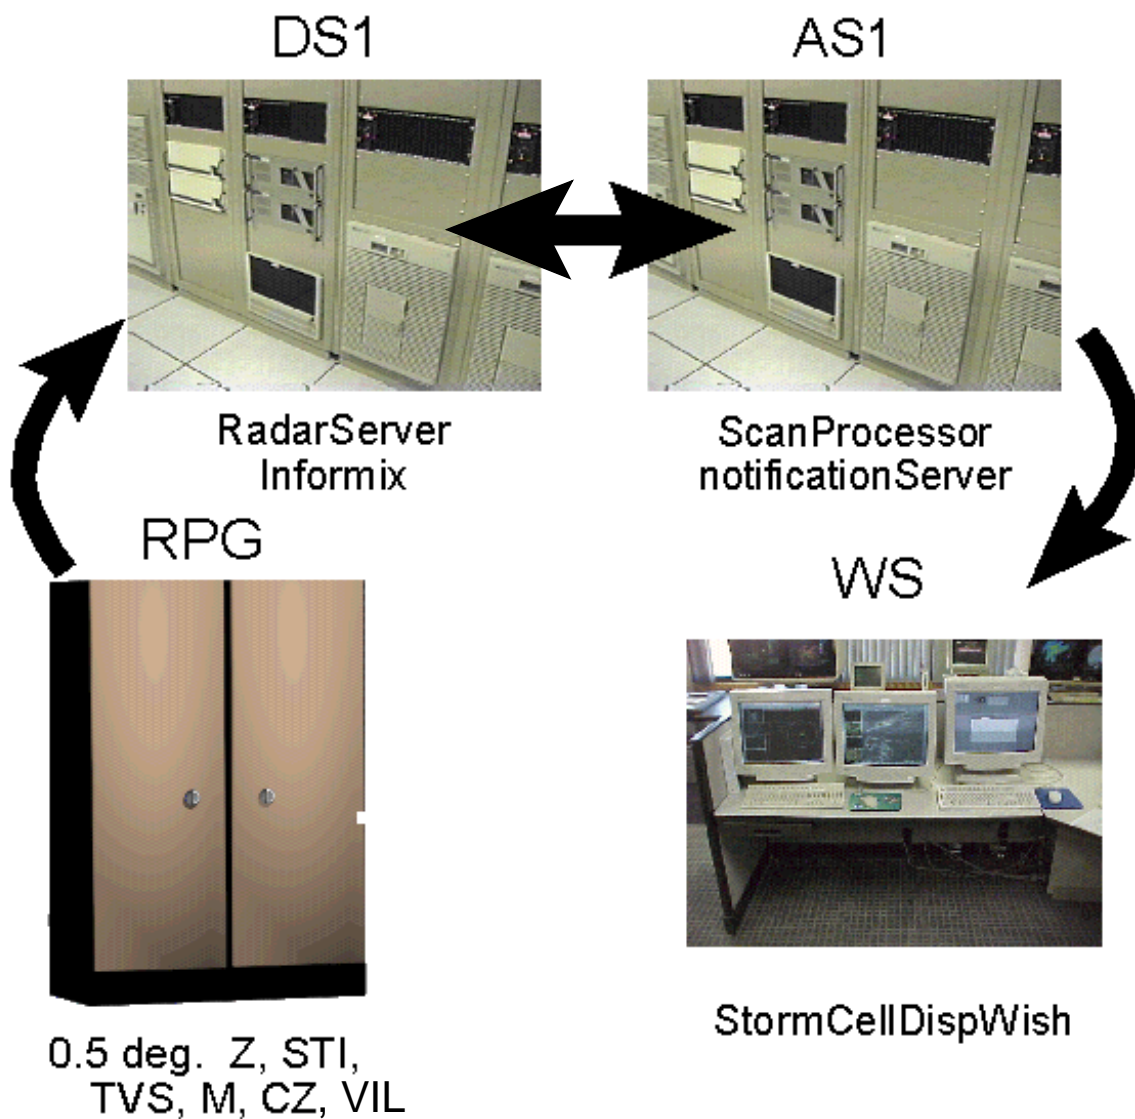 DS1
AS1
RadarServer
Informix
ScanProcessor
notificationServer
RPG
WS
0.5 deg. Z, STI,
TVS, M, CZ, VIL
StormCellDispWish